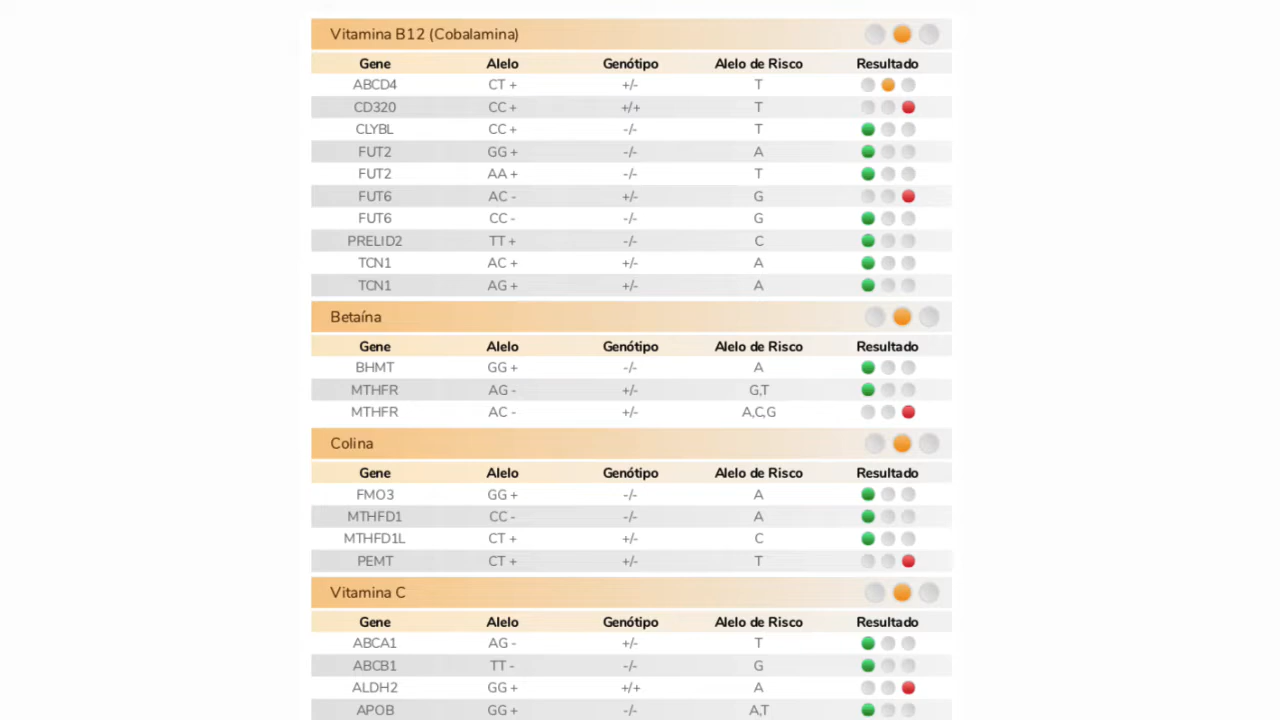 Vitamina B12 (Cobalamina)
Gene Alelo Genótipo Alelo de Risco Resultado
ABCD4 CT + +/- T
CD320 CC + +/+ T
CLYBL CC + -/- T
FUT2 GG + -/- A
FUT2 AA + -/- T
FUT6 AC - +/- G
FUT6 CC - -/- G
PRELID2 TT + -/- C
TCN1 AC + +/- A
TCN1 AG + +/- A
Betaína
Gene Alelo Genótipo Alelo de Risco Resultado
BHMT GG + -/- A
MTHFR AG - +/- G,T
MTHFR AC - +/- A,C,G
Colina
Gene Alelo Genótipo Alelo de Risco Resultado
FMO3 GG + -/- A
MTHFD1 CC - -/- A
MTHFD1L CT + +/- C
PEMT CT + +/- T
Vitamina C
Gene Alelo Genótipo Alelo de Risco Resultado
ABCA1 AG - +/- T
ABCB1 TT - -/- G
ALDH2 GG + +/+ A
APOB GG + -/- A,T